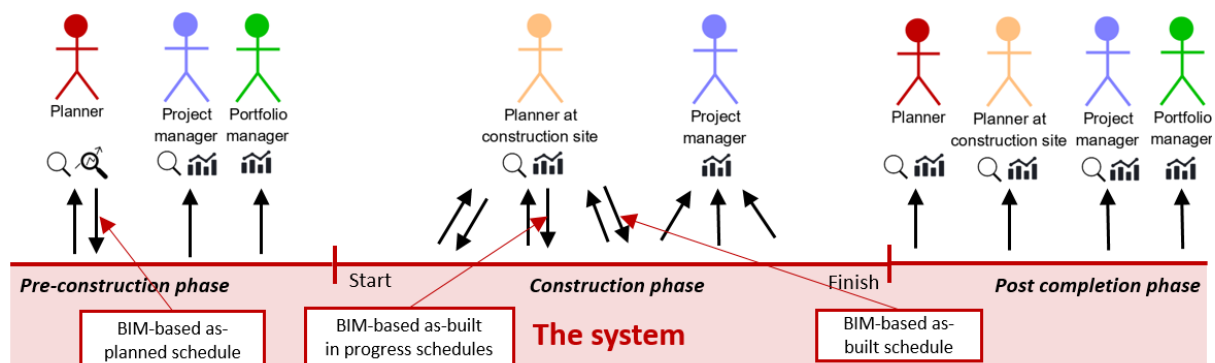 Planner
Project
manager
Portfolio
manager
Planner at
construction site
Project
manager
Planner
Planner at
construction site
Project
manager
Portfolio
manager
Pre-construction phase
Start
Construction phase
Finish
Post completion phase
BIM-based as-
planned schedule
BIM-based as-built
in progress schedules
The system
BIM-based as-
built schedule